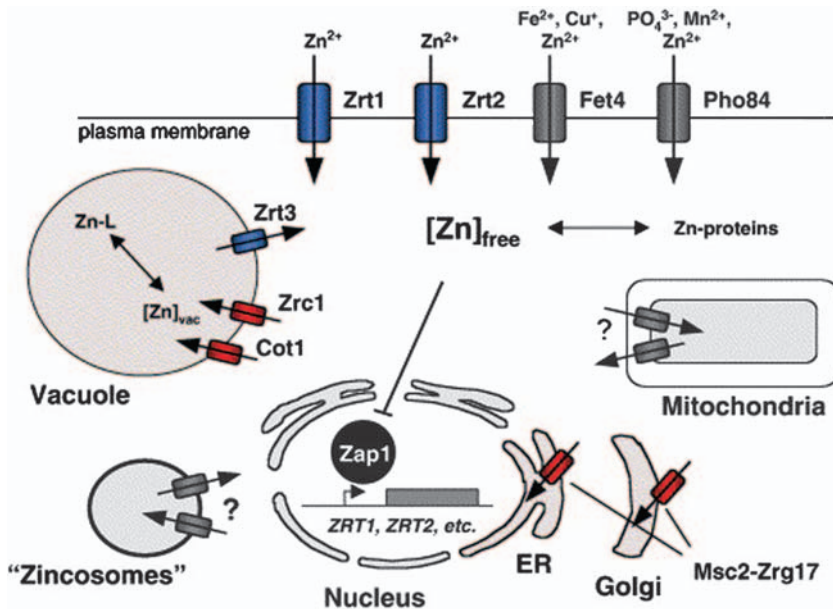 Fe²⁺, Cu⁺,
PO₄³⁻, Mn²⁺,
Zn²⁺
Zn²⁺
Zn²⁺
Zn²⁺
Zrt1
Zrt2
Fet4
Pho84
plasma membrane
Zrt3
Zn-L
[Zn]free
Zn-proteins
[Zn]vac
Zrc1
Cot1
Vacuole
?
Mitochondria
Zap1
?
ZRT1, ZRT2, etc.
"Zincosomes"
Nucleus
ER
Golgi
Msc2-Zrg17